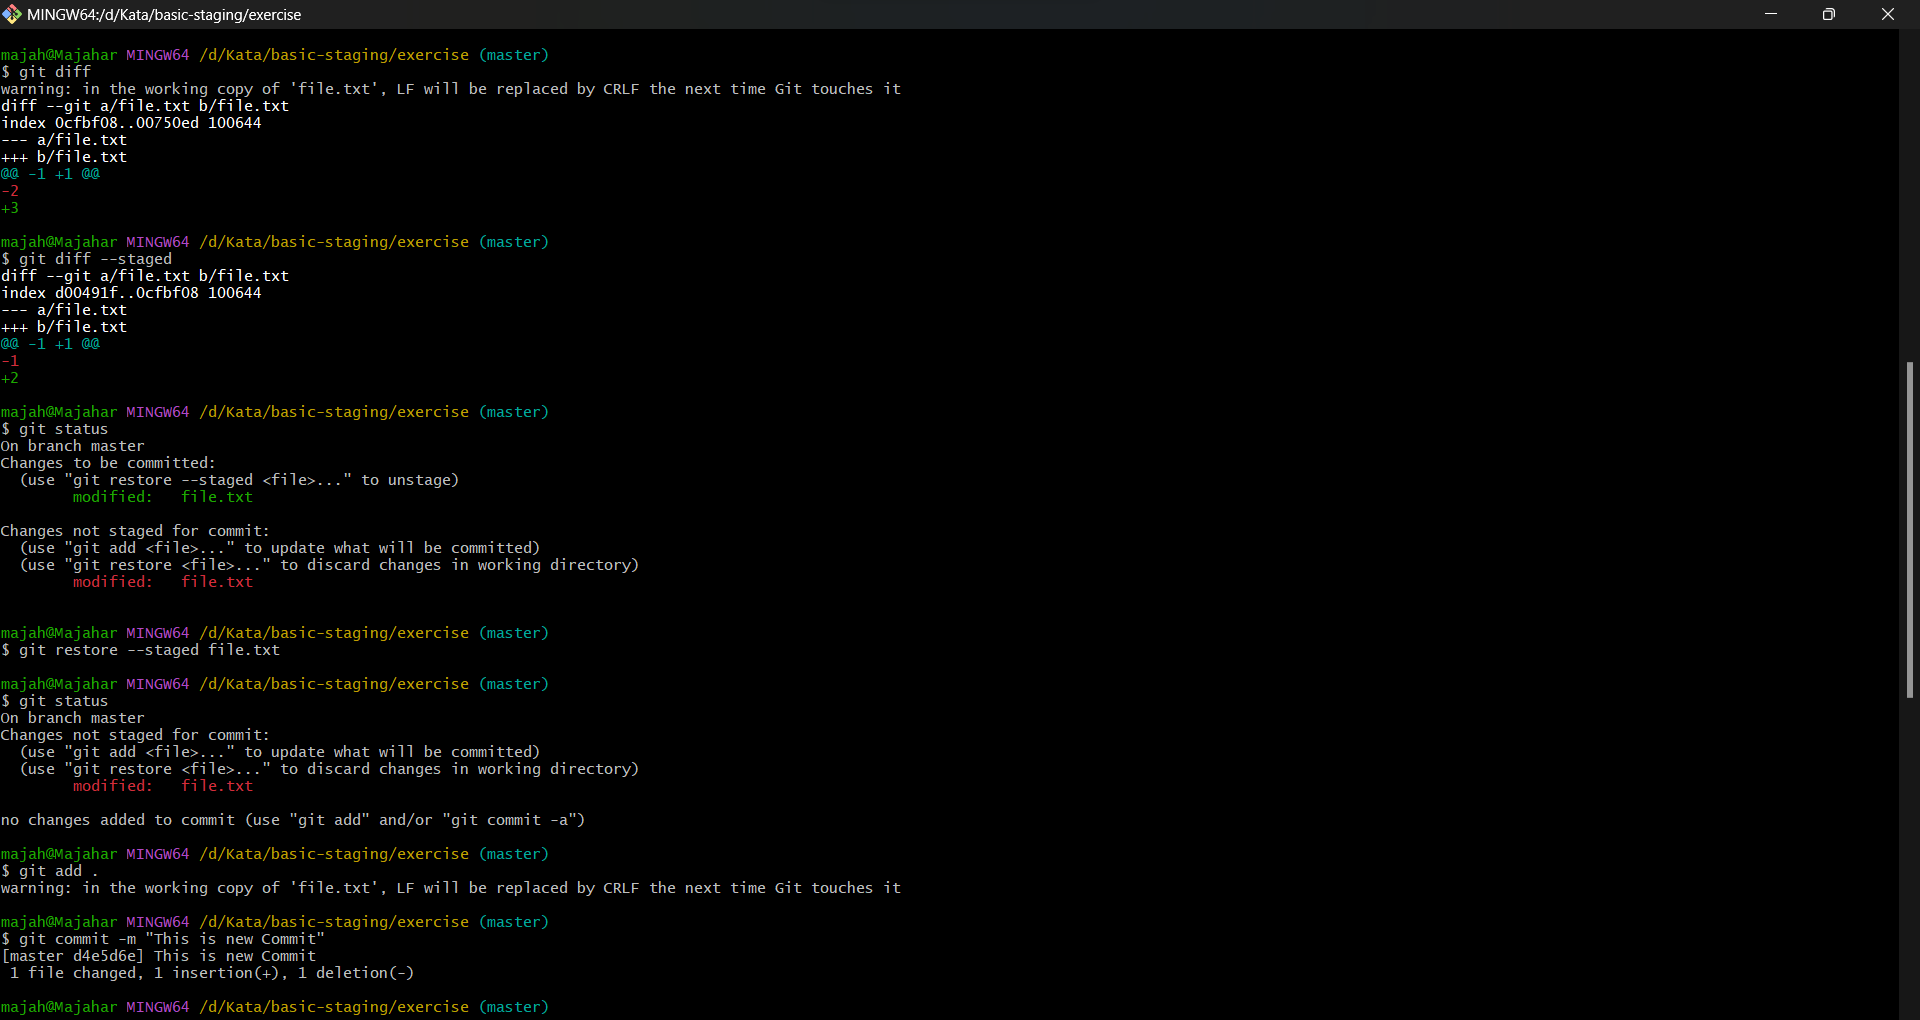 MINGW64:/d/Kata/basic-staging/exercise
majah@Majahar MINGW64 /d/Kata/basic-staging/exercise (master)
$ git diff
warning: in the working copy of 'file.txt', LF will be replaced by CRLF the next time Git touches it
diff --git a/file.txt b/file.txt
index 0cfbf08..00750ed 100644
--- a/file.txt
+++ b/file.txt
@@ -1 +1 @@
-2
+3
majah@Majahar MINGW64 /d/Kata/basic-staging/exercise (master)
$ git diff --staged
diff --git a/file.txt b/file.txt
index d00491f..0cfbf08 100644
--- a/file.txt
+++ b/file.txt
@@ -1 +1 @@
-1
+2
majah@Majahar MINGW64 /d/Kata/basic-staging/exercise (master)
$ git status
On branch master
Changes to be committed:
  (use "git restore --staged <file>..." to unstage)
        modified:   file.txt
Changes not staged for commit:
  (use "git add <file>..." to update what will be committed)
  (use "git restore <file>..." to discard changes in working directory)
        modified:   file.txt
majah@Majahar MINGW64 /d/Kata/basic-staging/exercise (master)
$ git restore --staged file.txt
majah@Majahar MINGW64 /d/Kata/basic-staging/exercise (master)
$ git status
On branch master
Changes not staged for commit:
  (use "git add <file>..." to update what will be committed)
  (use "git restore <file>..." to discard changes in working directory)
        modified:   file.txt
no changes added to commit (use "git add" and/or "git commit -a")
majah@Majahar MINGW64 /d/Kata/basic-staging/exercise (master)
$ git add .
warning: in the working copy of 'file.txt', LF will be replaced by CRLF the next time Git touches it
majah@Majahar MINGW64 /d/Kata/basic-staging/exercise (master)
$ git commit -m "This is new Commit"
[master d4e5d6e] This is new Commit
 1 file changed, 1 insertion(+), 1 deletion(-)
majah@Majahar MINGW64 /d/Kata/basic-staging/exercise (master)